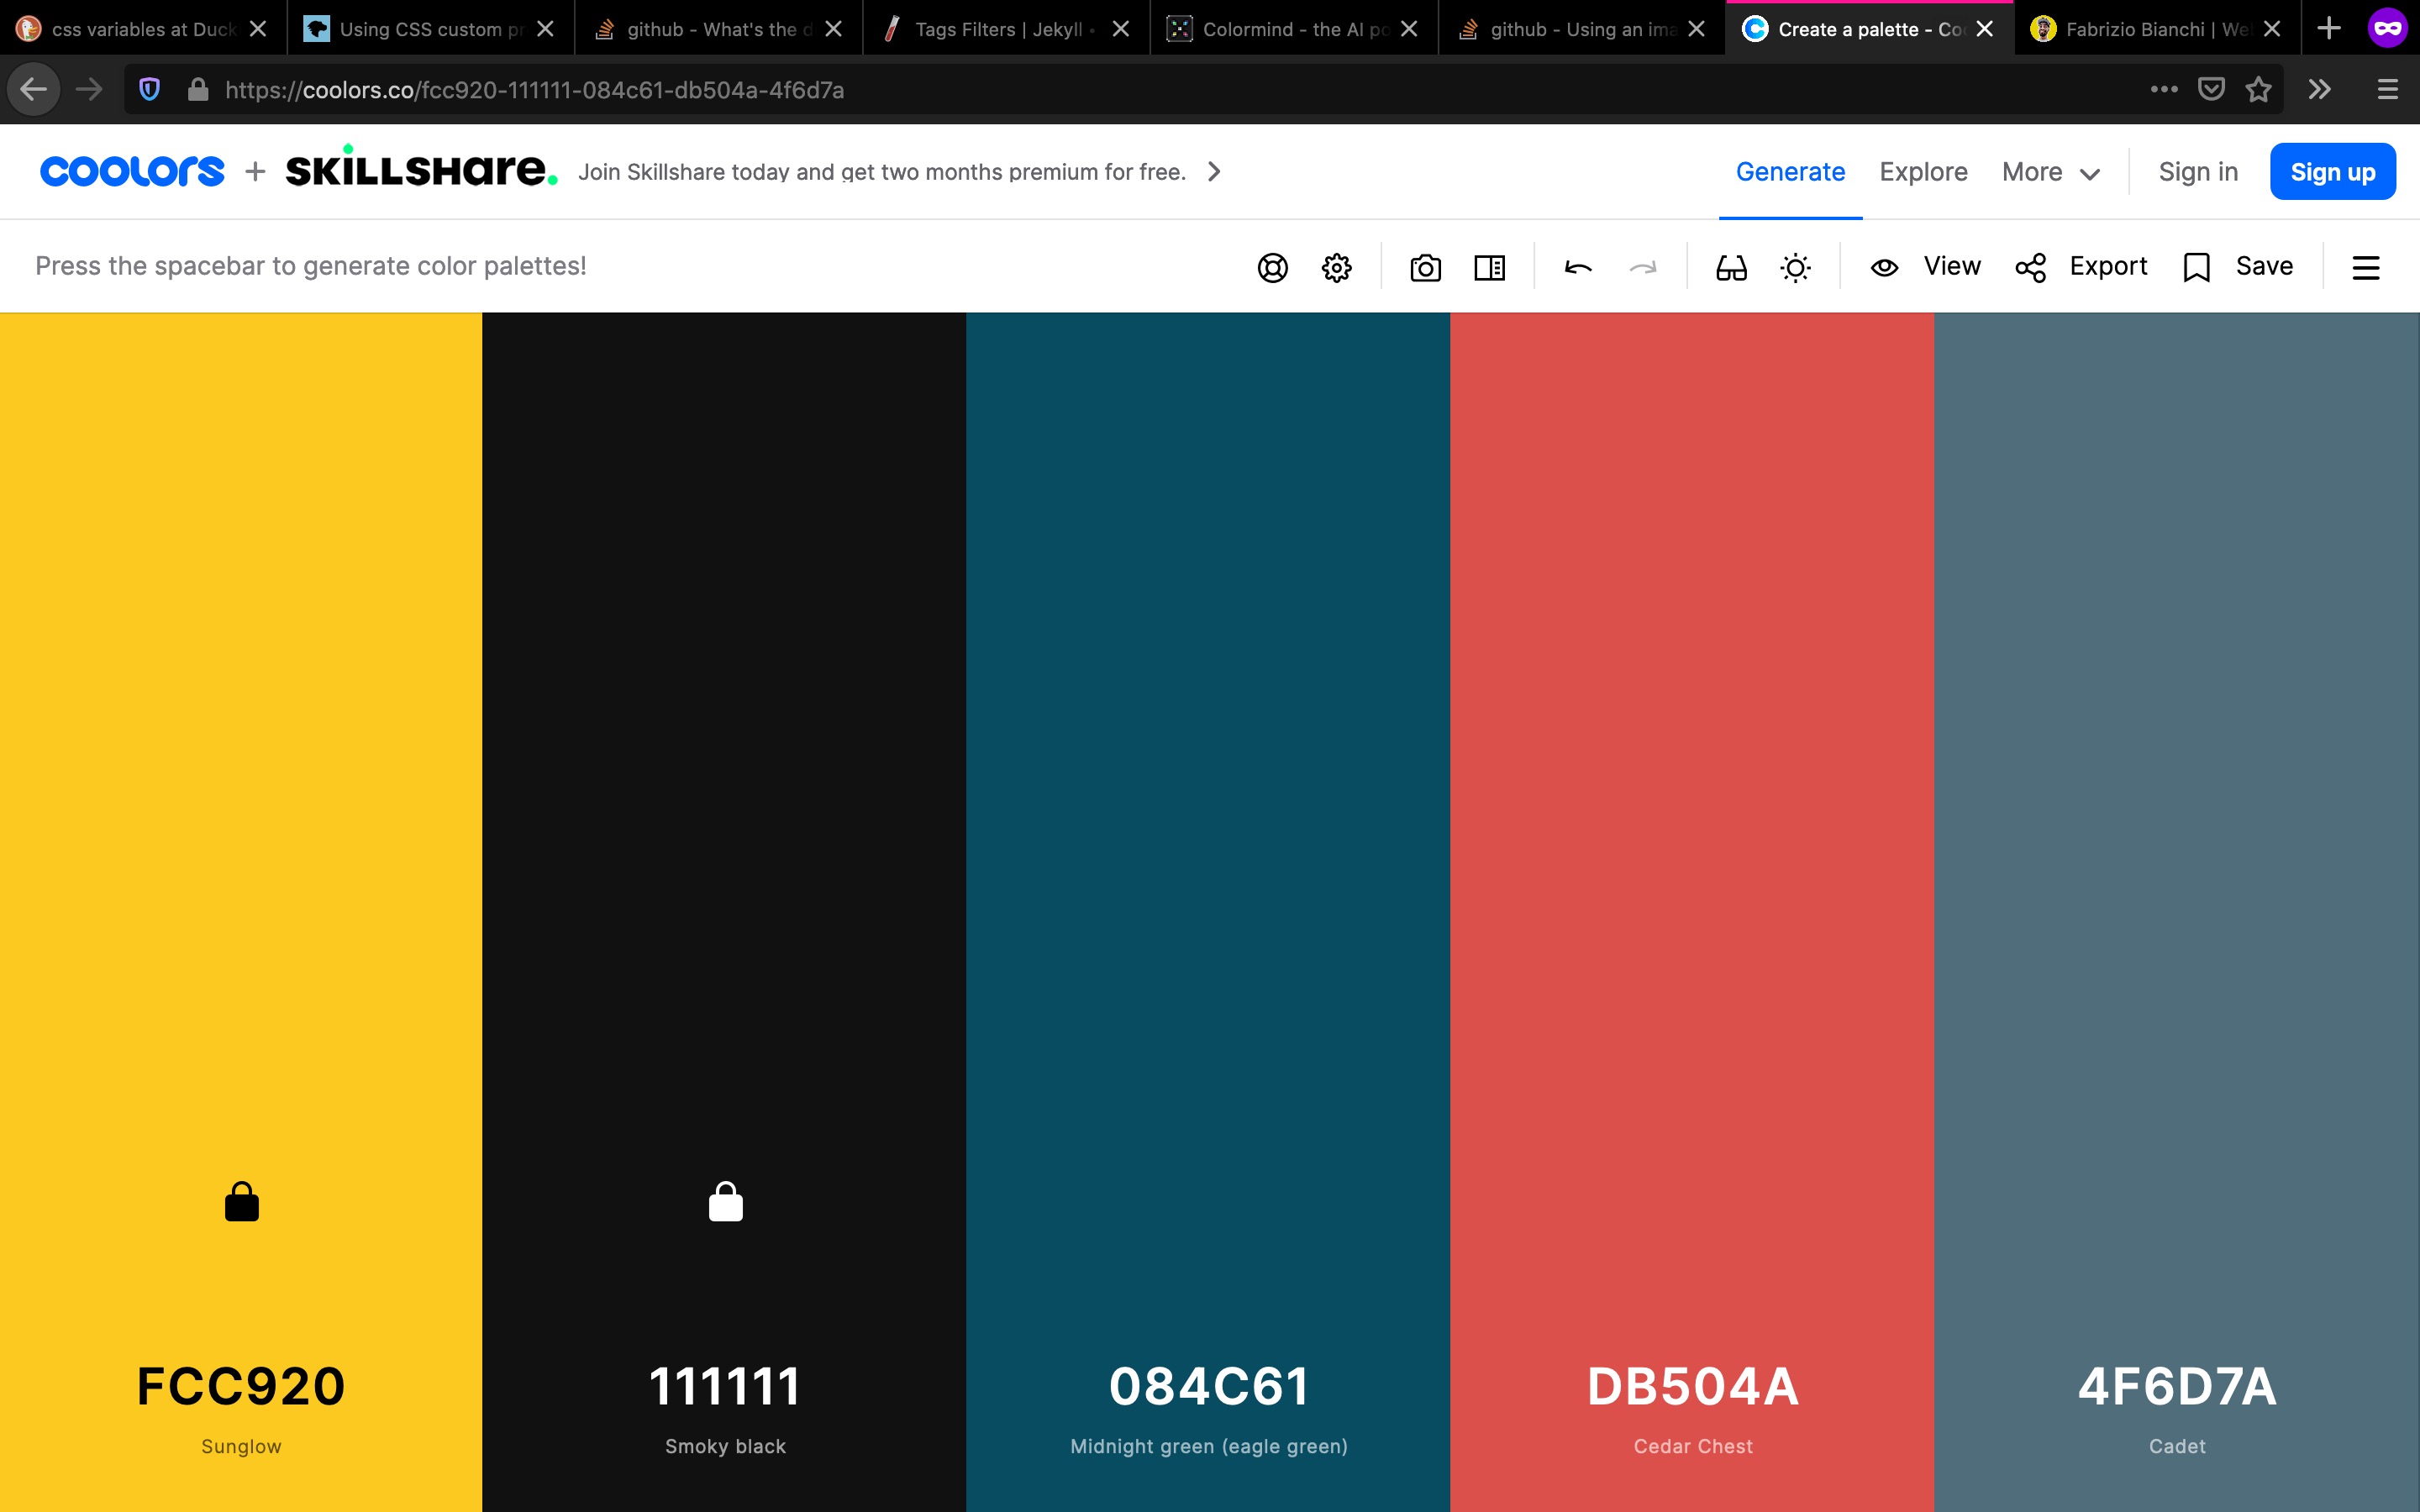 css variables at Duck
Using CSS custom pr
github - What's the d
Tags Filters | Jekyll •
Colormind - the AI po
github - Using an ima
Create a palette - Coo
Fabrizio Bianchi | We
https://coolors.co/fcc920-111111-084c61-db504a-4f6d7a
coolors + SKILLSHARE. Join Skillshare today and get two months premium for free.
Generate Explore More Sign in Sign up
Press the spacebar to generate color palettes!
View Export Save
FCC920
Sunglow
111111
Smoky black
084C61
Midnight green (eagle green)
DB504A
Cedar Chest
4F6D7A
Cadet